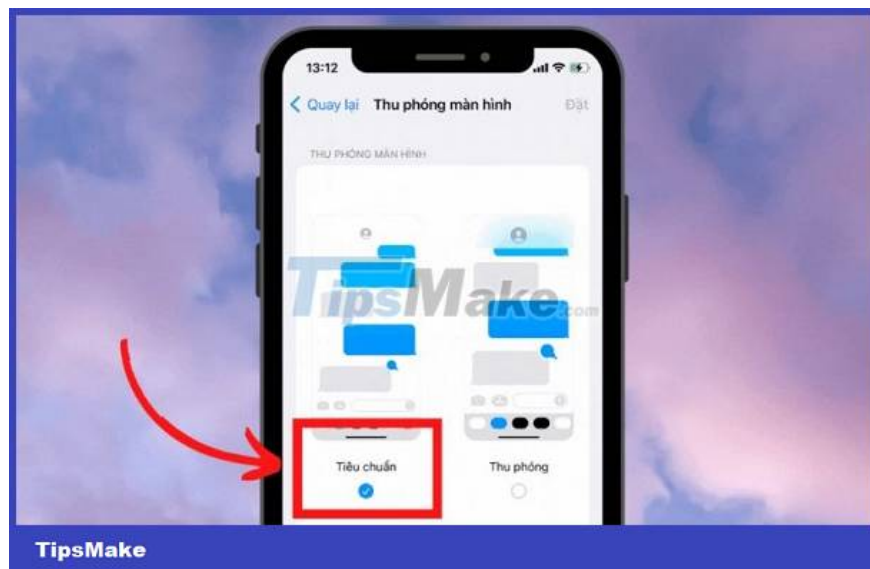 13:12
Quay lại Thu phóng màn hình Đặt
THU PHÓNG MÀN HÌNH
TipsMake.com
Tiêu chuẩn Thu phóng
TipsMake